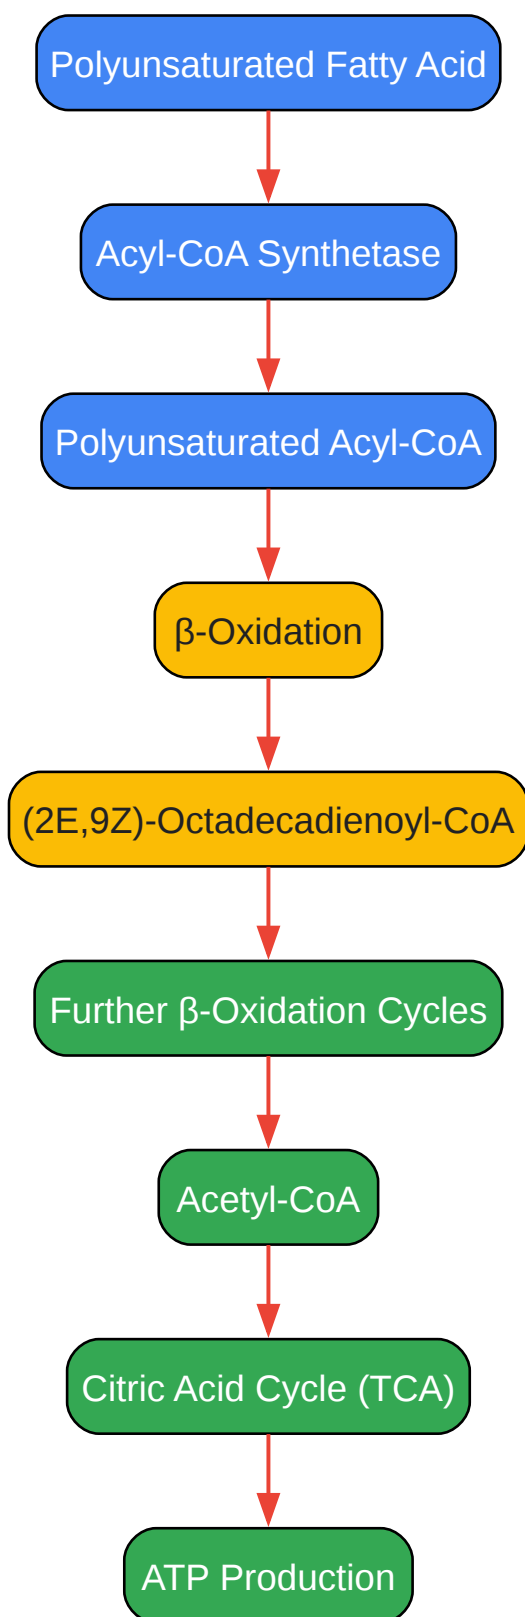 Polyunsaturated Fatty Acid
Acyl-CoA Synthetase
Polyunsaturated Acyl-CoA
β-Oxidation
(2E,9Z)-Octadecadienoyl-CoA
Further β-Oxidation Cycles
Acetyl-CoA
Citric Acid Cycle (TCA)
ATP Production